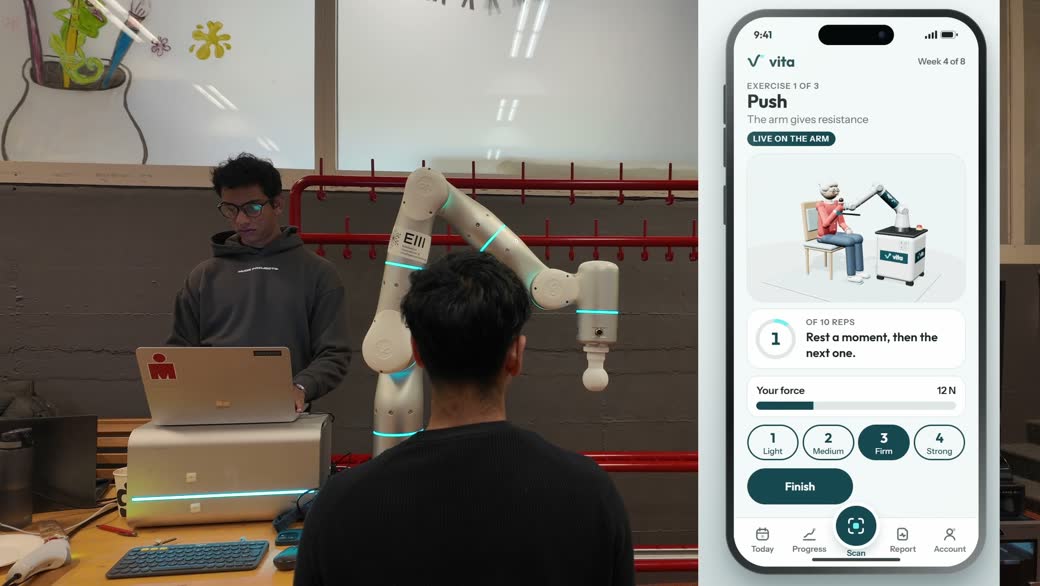 EIII
9:41
vita
Week 4 of 8
EXERCISE 1 OF 3
Push
The arm gives resistance
LIVE ON THE ARM
vita
1
OF 10 REPS
Rest a moment, then the
next one.
Your force
12 N
1
Light
2
Medium
3
Firm
4
Strong
Finish
Today
Progress
Scan
Report
Account